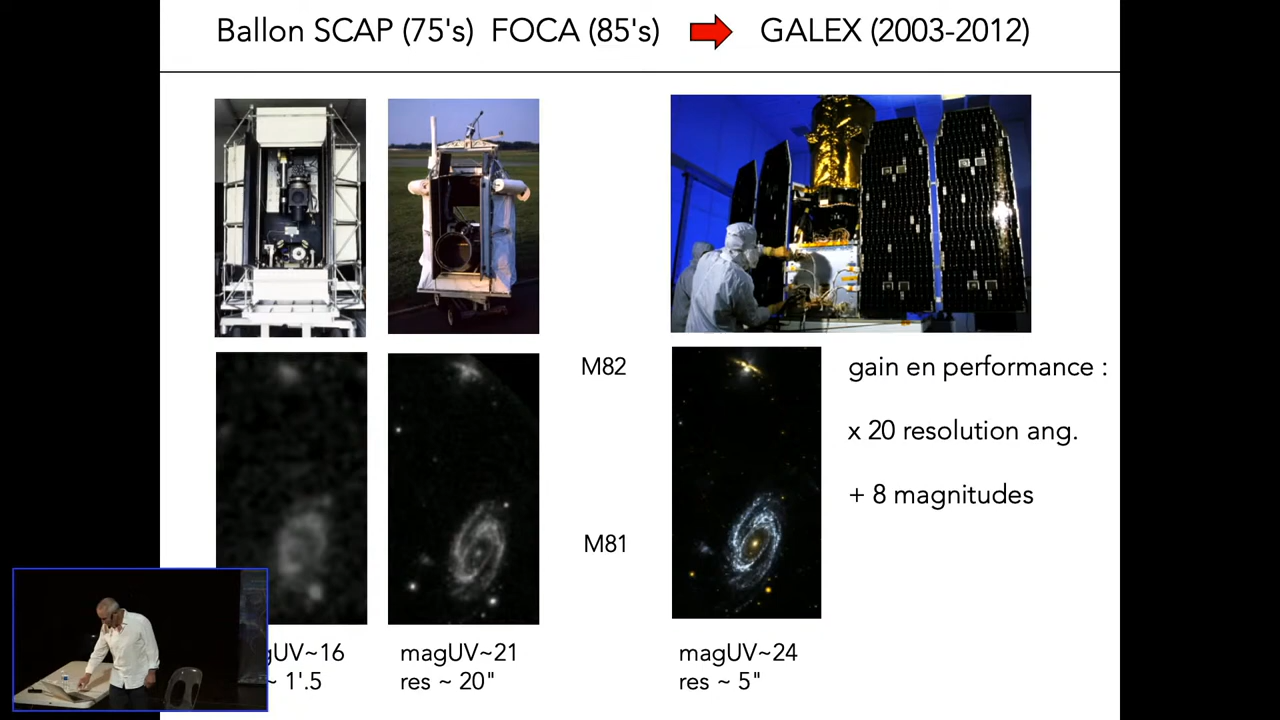 Ballon SCAP (75's) FOCA (85's) GALEX (2003-2012)
M82
gain en performance :
x 20 resolution ang.
+ 8 magnitudes
M81
gUV~16
~ 1'.5
magUV~21
res ~ 20"
magUV~24
res ~ 5"